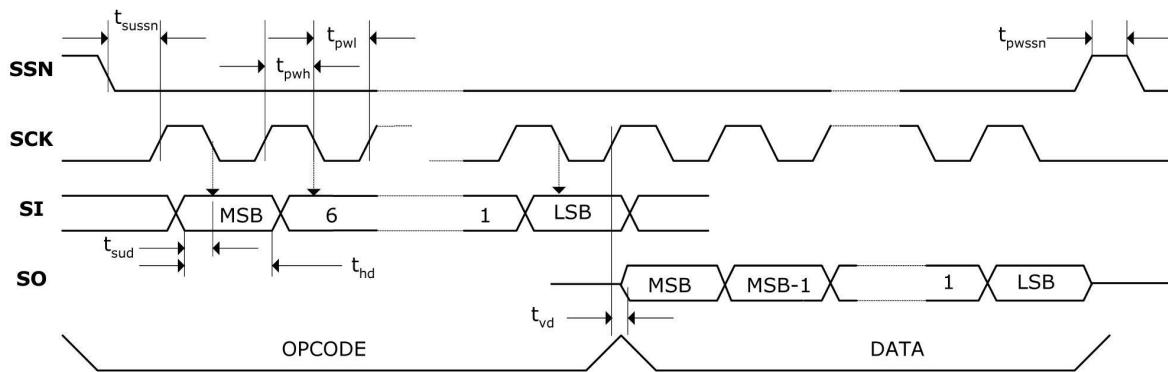 t_sussn
t_pwl
t_pwh
t_pwssn
SSN
SCK
SI
MSB
6
1
LSB
t_sud
t_hd
SO
MSB
MSB-1
1
LSB
t_vd
OPCODE
DATA